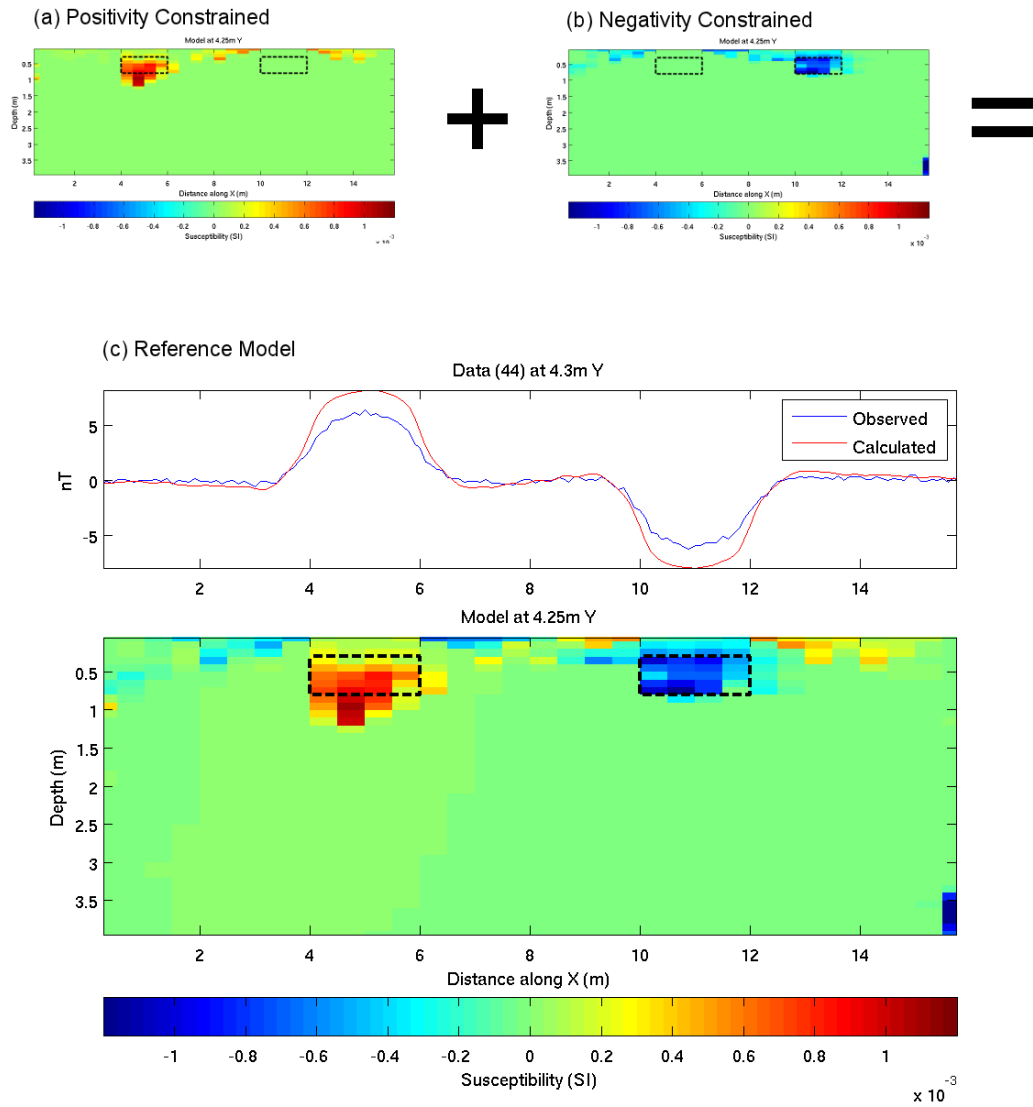 (a) Positivity Constrained
Model at 4.25m Y
Depth (m)
0.5
1
1.5
2
2.5
3
3.5
2 4 6 8 10 12 14
Distance along X (m)
-1 -0.8 -0.6 -0.4 -0.2 0 0.2 0.4 0.6 0.8 1
Susceptibility (SI)
x 10⁻³
+
(b) Negativity Constrained
Model at 4.25m Y
Depth (m)
0.5
1
1.5
2
2.5
3
3.5
2 4 6 8 10 12 14
Distance along X (m)
-1 -0.8 -0.6 -0.4 -0.2 0 0.2 0.4 0.6 0.8 1
Susceptibility (SI)
x 10⁻³
=
(c) Reference Model
Data (44) at 4.3m Y
nT
5
0
-5
Observed
Calculated
2 4 6 8 10 12 14
Model at 4.25m Y
Depth (m)
0.5
1
1.5
2
2.5
3
3.5
2 4 6 8 10 12 14
Distance along X (m)
-1 -0.8 -0.6 -0.4 -0.2 0 0.2 0.4 0.6 0.8 1
Susceptibility (SI)
x 10⁻³